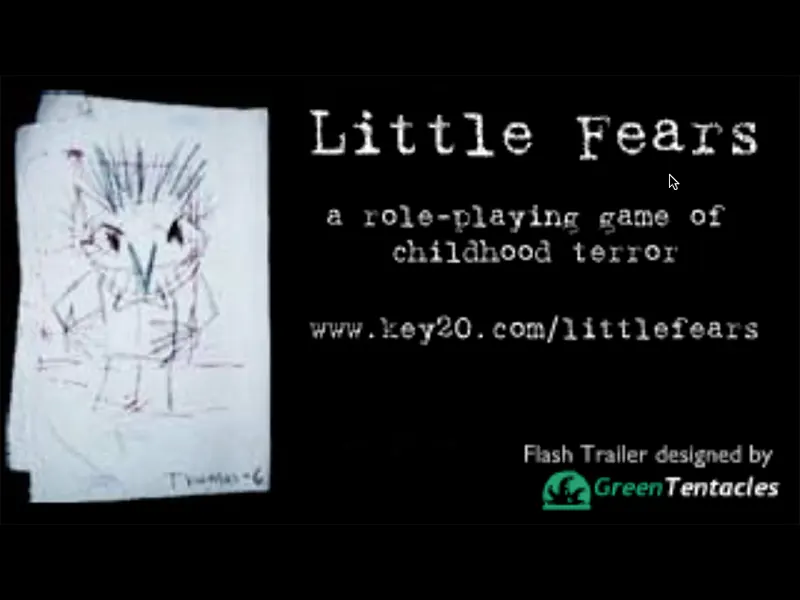 Little Fears
a role-playing game of
childhood terror
www.key20.com/littlefears
Thomas-6
Flash Trailer designed by
GreenTentacles